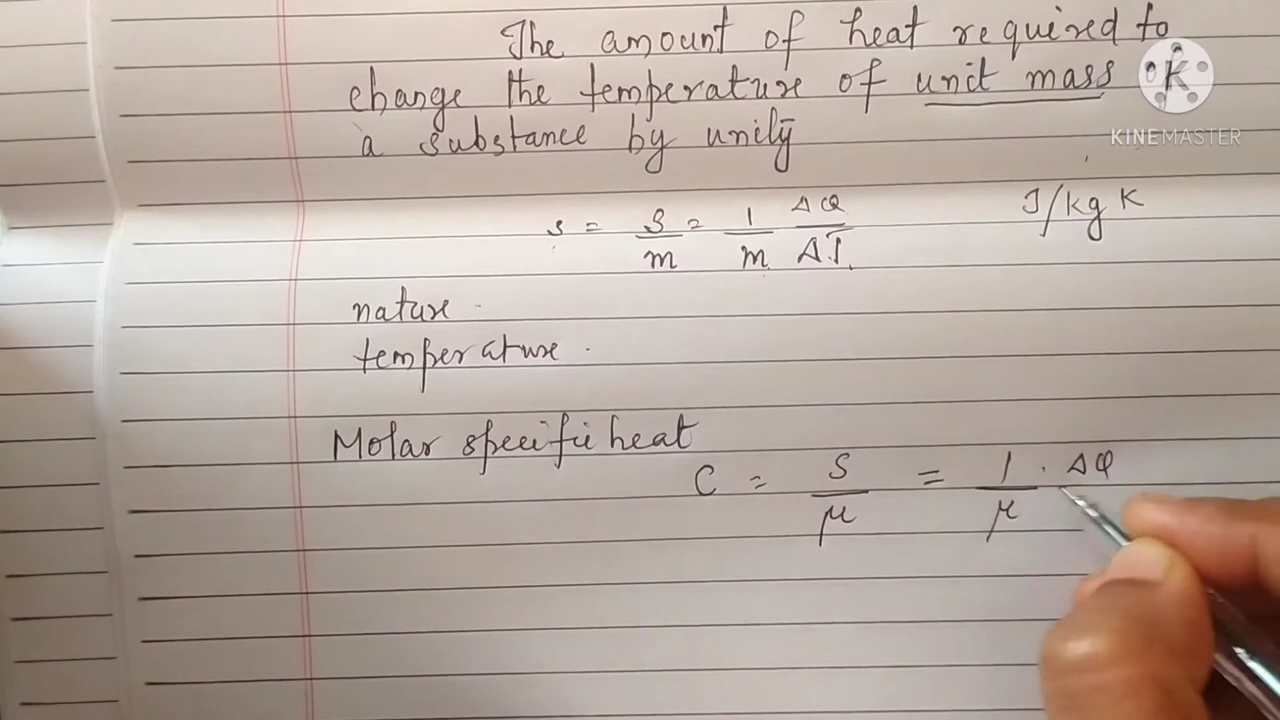 The amount of heat required to
change the temperature of unit mass of
a substance by unity
s = S/m = 1/m ΔQ/ΔT. J/kg K
nature
temperature.
Molar specific heat
C = S/μ = 1/μ . ΔQ
K
KINEMASTER